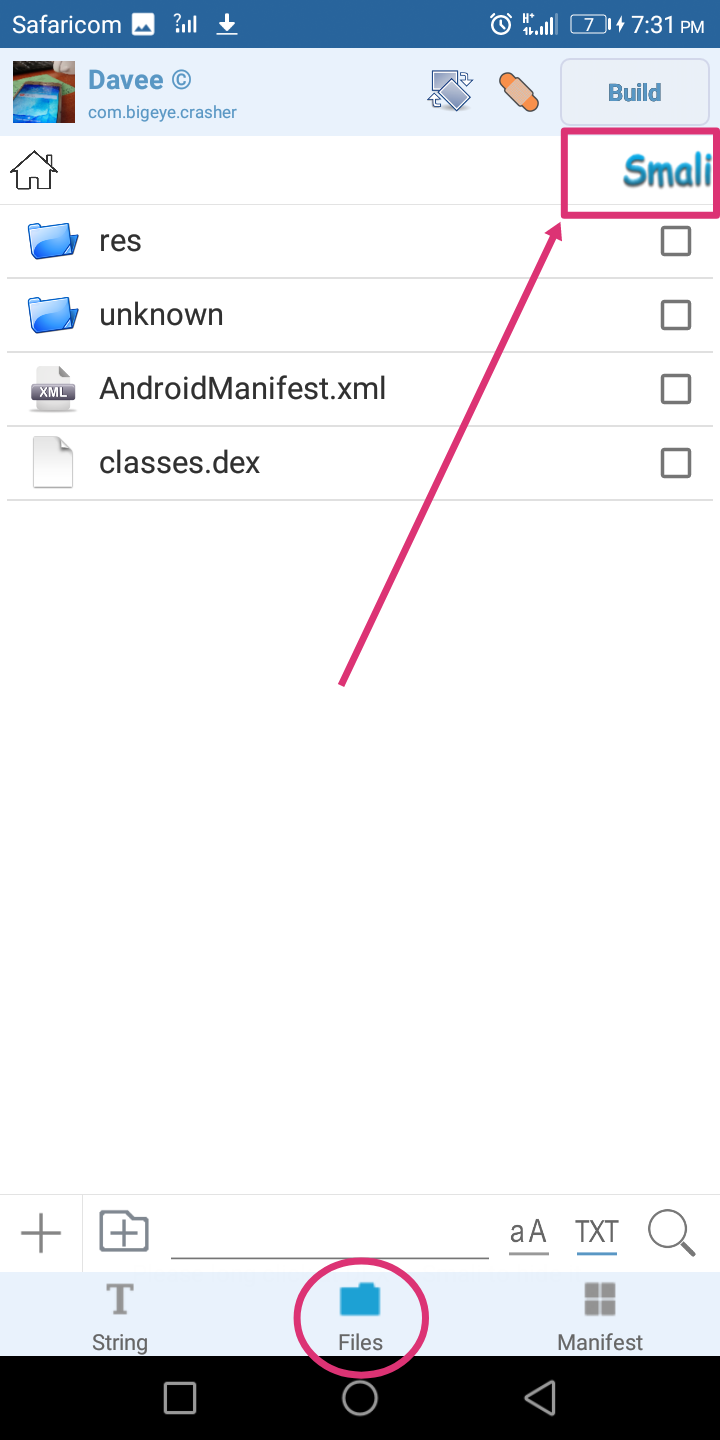 Safaricom ? H+ 7 7:31 PM
Davee ©
com.bigeye.crasher
Build
Smali
res
unknown
XML AndroidManifest.xml
classes.dex
aA TXT
T
String Files Manifest